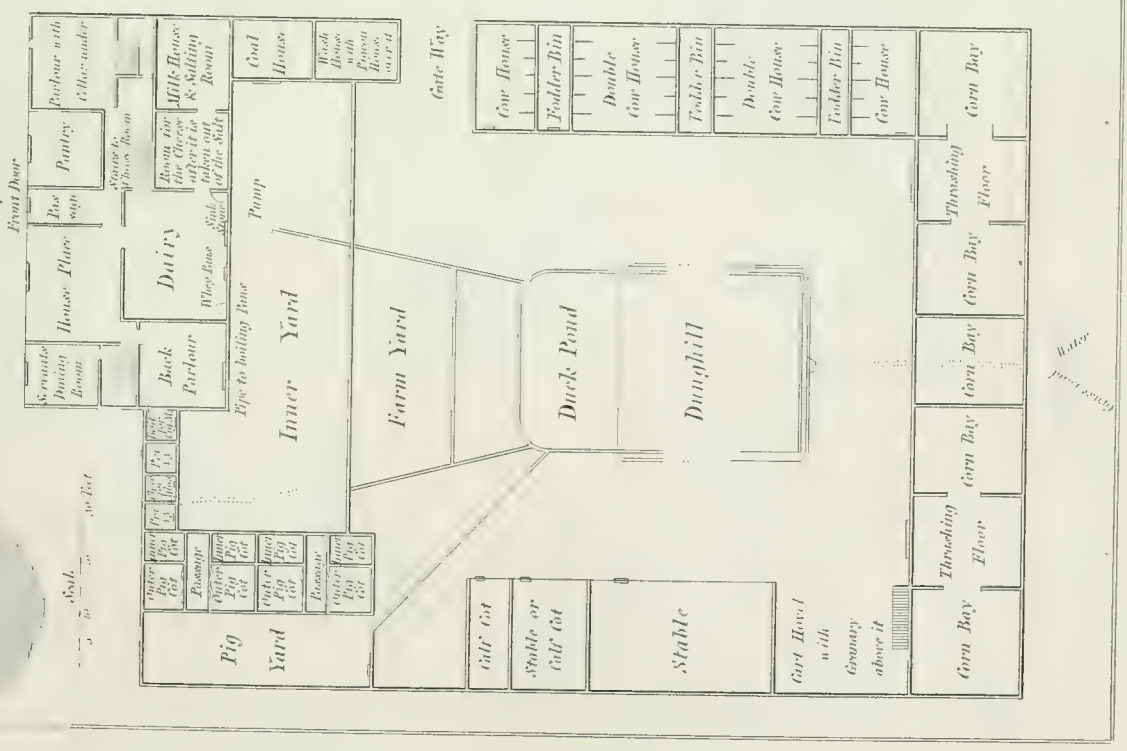 Front Door
Scale
Servants
Dining
Room
House Place
Pas
sage
Pantry
Parlour with
Cellar under
Stairs to
Cheese Room
Back
Parlour
Dairy
Whey Pans
Sink
Stone
Room for
the Cheese
after it is
taken out
of the Salt
Milk House
& Salting
Room
Pri
vy
Pri
vy
Pipe to boiling Pans
Pump
Coal
House
Wash
House
with
Pigeon
House
over it
Inner Yard
Outer
Pig
Cot
Inner
Pig
Cot
Passage
Outer
Pig
Cot
Inner
Pig
Cot
Outer
Pig
Cot
Inner
Pig
Cot
Passage
Outer
Pig
Cot
Inner
Pig
Cot
Pig
Yard
Farm Yard
Gate Way
Calf Cot
Stable or
Calf Cot
Stable
Cart Hovel
with
Granary
above it
Duck Pond
Dunghill
Cow House
Fodder Bin
Double
Cow House
Fodder Bin
Double
Cow House
Fodder Bin
Cow House
Corn Bay
Thrashing
Floor
Corn Bay
Corn Bay
Corn Bay
Thrashing
Floor
Corn Bay
Water